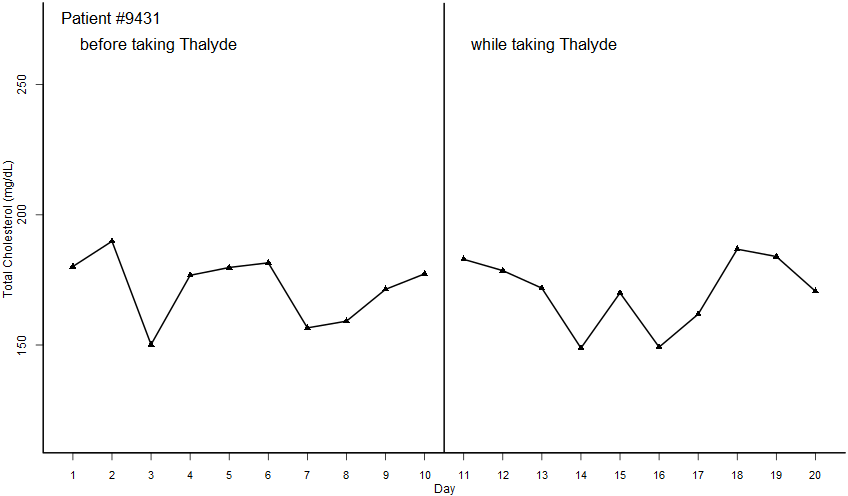 Patient #9431
before taking Thalyde
while taking Thalyde
250
200
150
Total Cholesterol (mg/dL)
1 2 3 4 5 6 7 8 9 10 11 12 13 14 15 16 17 18 19 20
Day